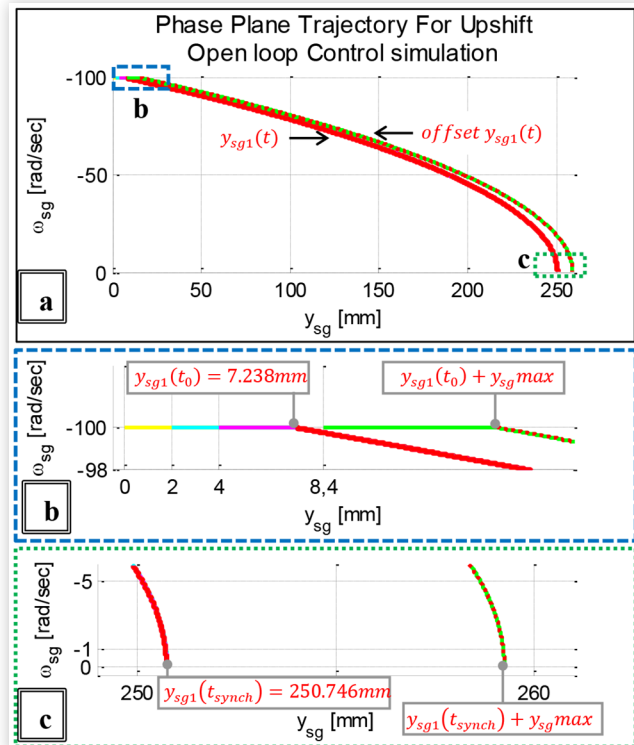 Phase Plane Trajectory For Upshift
Open loop Control simulation
-100
-50
0
ω_sg [rad/sec]
b
y_sg1(t)
offset y_sg1(t)
c
a
0 50 100 150 200 250
y_sg [mm]
y_sg1(t_0) = 7.238mm
y_sg1(t_0) + y_sg max
-100
-98
ω_sg [rad/sec]
0 2 4 8,4
y_sg [mm]
b
-5
-1
0
ω_sg [rad/sec]
250 260
y_sg1(t_synch) = 250.746mm
y_sg [mm]
y_sg1(t_synch) + y_sg max
c